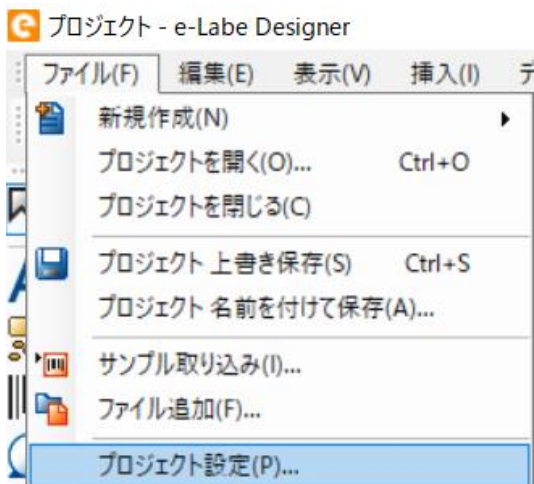 プロジェクト - e-Labe Designer
ファイル(F) 編集(E) 表示(V) 挿入(I)
新規作成(N)
プロジェクトを開く(O)... Ctrl+O
プロジェクトを閉じる(C)
プロジェクト 上書き保存(S) Ctrl+S
プロジェクト 名前を付けて保存(A)...
サンプル取り込み(I)...
ファイル追加(F)...
プロジェクト設定(P)...